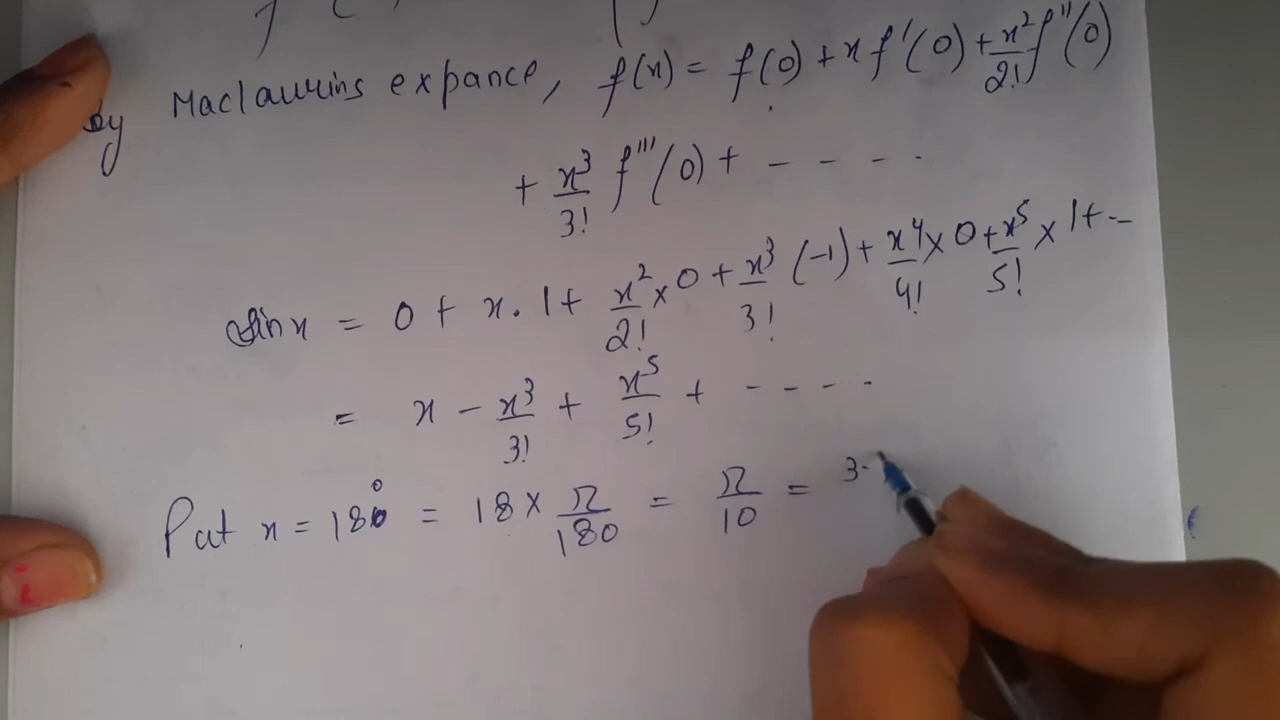 By Maclaurins expance, f(x) = f(0) + x f'(0) + x²/2! f''(0)
+ x³/3! f'''(0) + - - - .
Sin x = 0 + x . 1 + x²/2! × 0 + x³/3! (-1) + x⁴/4! × 0 + x⁵/5! × 1 + - -
= x - x³/3! + x⁵/5! + - - - .
Put x = 18° = 18 × π/180 = π/10 = 3.